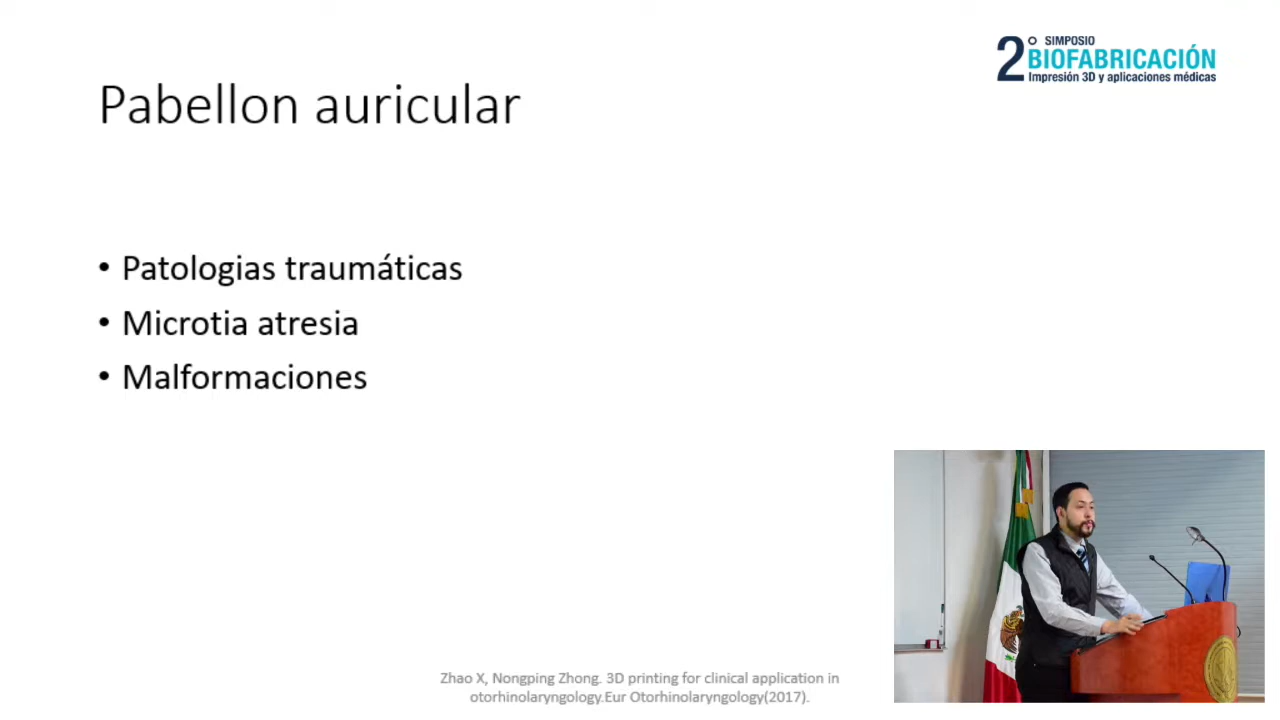 2° SIMPOSIO
BIOFABRICACIÓN
Impresión 3D y aplicaciones médicas
Pabellon auricular
• Patologias traumáticas
• Microtia atresia
• Malformaciones
Zhao X, Nongping Zhong. 3D printing for clinical application in
otorhinolaryngology.Eur Otorhinolaryngology(2017).